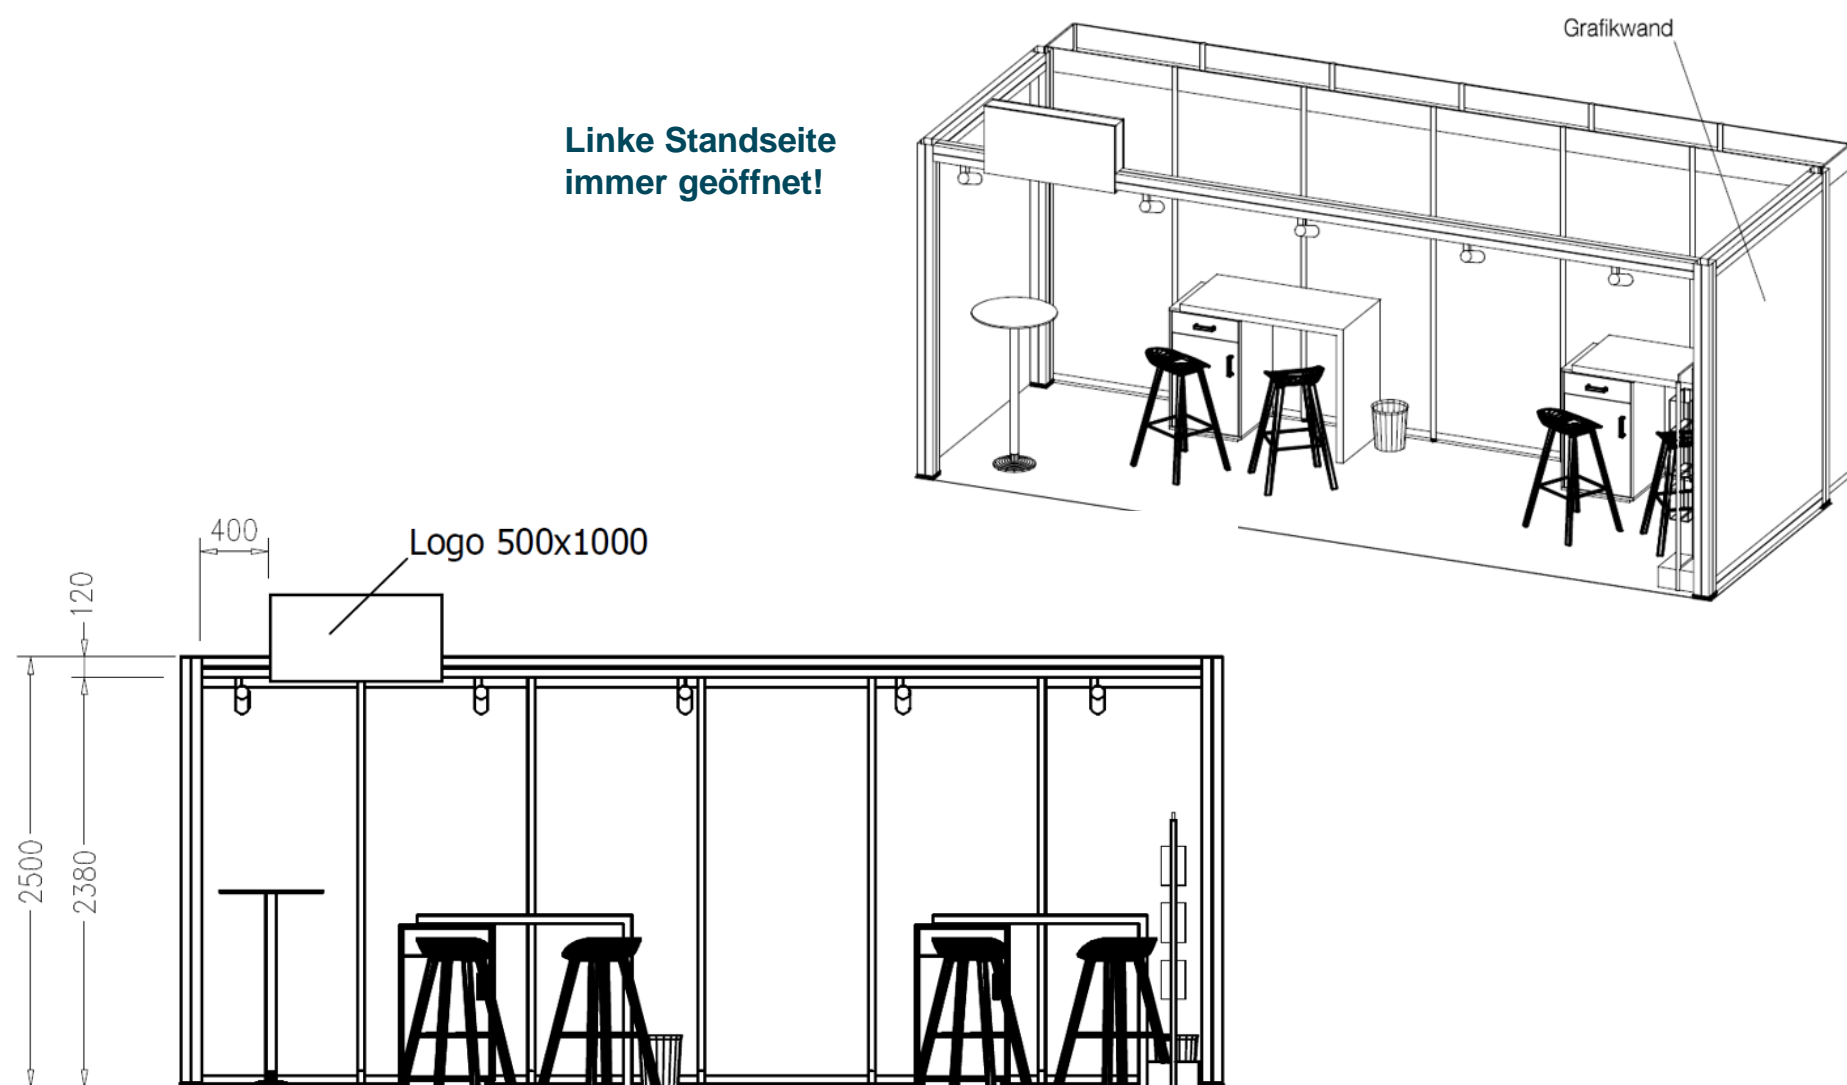 Grafikwand
Linke Standseite
immer geöffnet!
400
Logo 500x1000
120
2500
2380